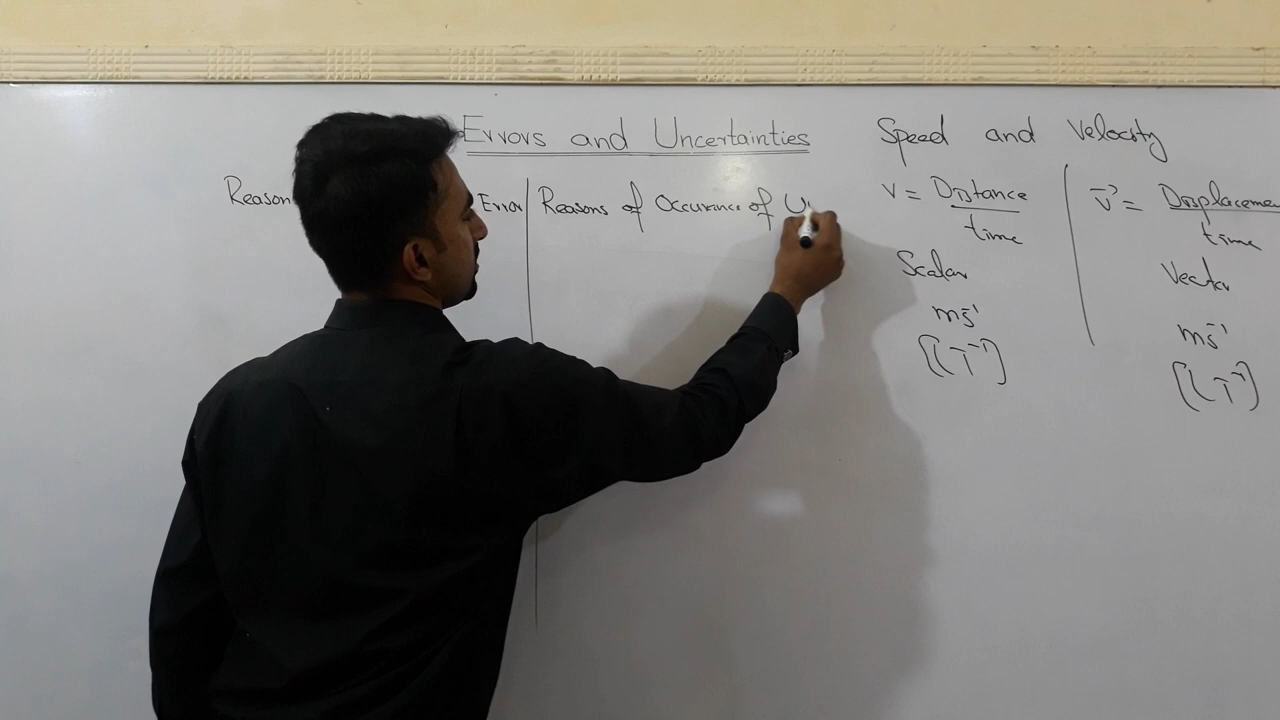 Errors and Uncertainties
Reason Error
Reasons of Occurance of U
Speed and Velocity
v = Distance
time
Scalar
ms⁻¹
[LT⁻¹]
v⃗ = Displacemen
time
Vector
ms⁻¹
[LT⁻¹]